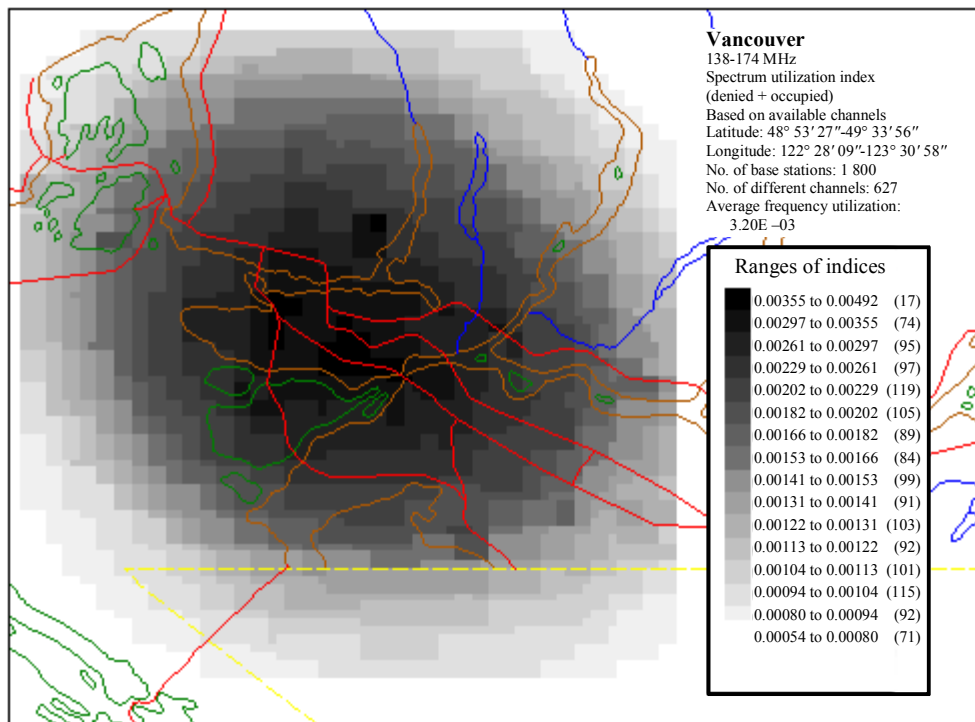 Vancouver
138-174 MHz
Spectrum utilization index
(denied + occupied)
Based on available channels
Latitude: 48° 53′ 27″-49° 33′ 56″
Longitude: 122° 28′ 09″-123° 30′ 58″
No. of base stations: 1 800
No. of different channels: 627
Average frequency utilization:
3.20E –03
Ranges of indices
0.00355 to 0.00492 (17)
0.00297 to 0.00355 (74)
0.00261 to 0.00297 (95)
0.00229 to 0.00261 (97)
0.00202 to 0.00229 (119)
0.00182 to 0.00202 (105)
0.00166 to 0.00182 (89)
0.00153 to 0.00166 (84)
0.00141 to 0.00153 (99)
0.00131 to 0.00141 (91)
0.00122 to 0.00131 (103)
0.00113 to 0.00122 (92)
0.00104 to 0.00113 (101)
0.00094 to 0.00104 (115)
0.00080 to 0.00094 (92)
0.00054 to 0.00080 (71)